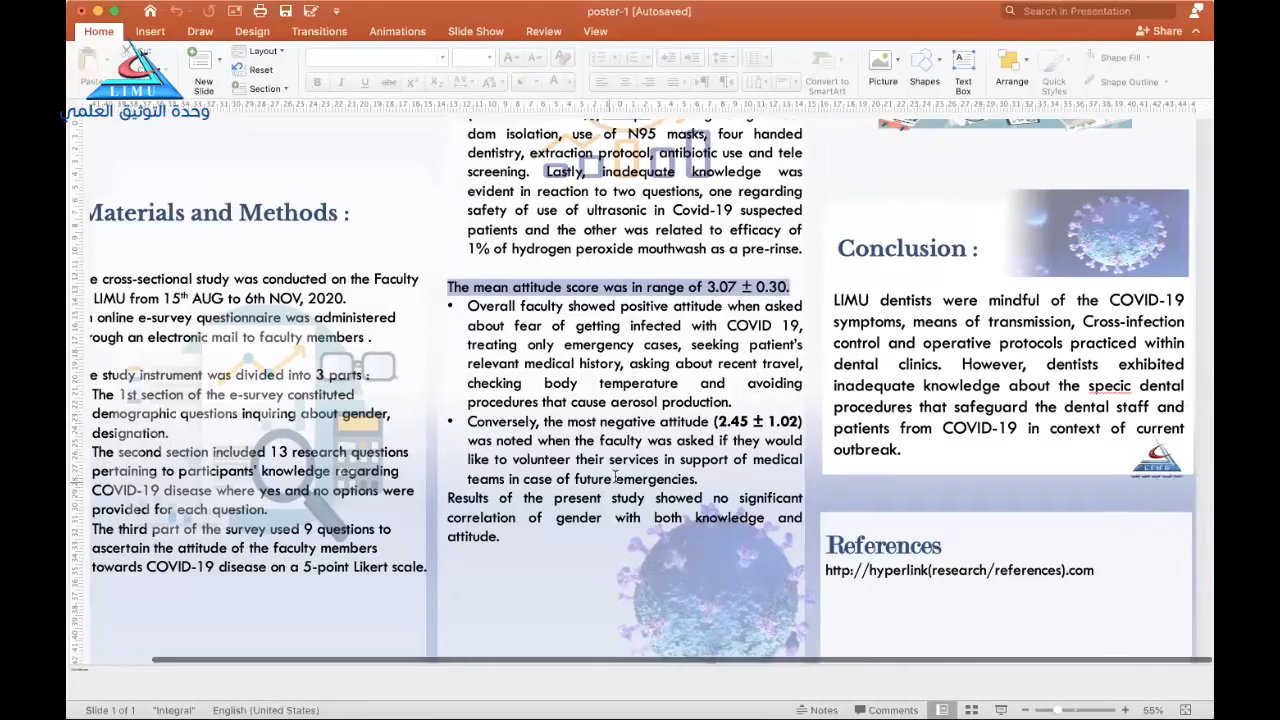 poster-1 [Autosaved]
Search in Presentation
Home
Insert
Draw
Design
Transitions
Animations
Slide Show
Review
View
Share
Cut
Paste
New
Slide
Layout
Reset
Section
Convert to
SmartArt
Picture
Shapes
Text
Box
Arrange
Quick
Styles
Shape Fill
Shape Outline
LIMU
وحدة التوثيق العلمي
Materials and Methods :
e cross-sectional study was conducted on the Faculty
LIMU from 15th AUG to 6th NOV, 2020.
online e-survey questionnaire was administered
rough an electronic mail to faculty members .
e study instrument was divided into 3 parts :
The 1st section of the e-survey constituted
demographic questions inquiring about gender,
designation.
The second section included 13 research questions
pertaining to participants' knowledge regarding
COVID-19 disease where yes and no options were
provided for each question.
The third part of the survey used 9 questions to
ascertain the attitude of the faculty members
towards COVID-19 disease on a 5-point Likert scale.
dam isolation, use of N95 masks, four handed
dentistry, extraction protocol, antibiotic use and tele
screening. Lastly, inadequate knowledge was
evident in reaction to two questions, one regarding
safety of use of ultrasonic in Covid-19 suspected
patients and the other was related to efficacy of
1% of hydrogen peroxide mouthwash as a pre-rinse.
The mean attitude score was in range of 3.07 ± 0.30.
• Overall faculty showed positive attitude when asked
about fear of getting infected with COVID 19,
treating only emergency cases, seeking patient's
relevant medical history, asking about recent travel,
checking body temperature and avoiding
procedures that cause aerosol production.
• Conversely, the most negative attitude (2.45 ± 1.02)
was noted when the faculty was asked if they would
like to volunteer their services in support of medical
teams in case of future emergencies.
Results of the present study showed no significant
correlation of gender with both knowledge and
attitude.
Conclusion :
LIMU dentists were mindful of the COVID-19
symptoms, means of transmission, Cross-infection
control and operative protocols practiced within
dental clinics. However, dentists exhibited
inadequate knowledge about the specic dental
procedures that safeguard the dental staff and
patients from COVID-19 in context of current
outbreak.
LIMU
References
http://hyperlink(research/references).com
Slide 1 of 1
"Integral"
English (United States)
Notes
Comments
55%